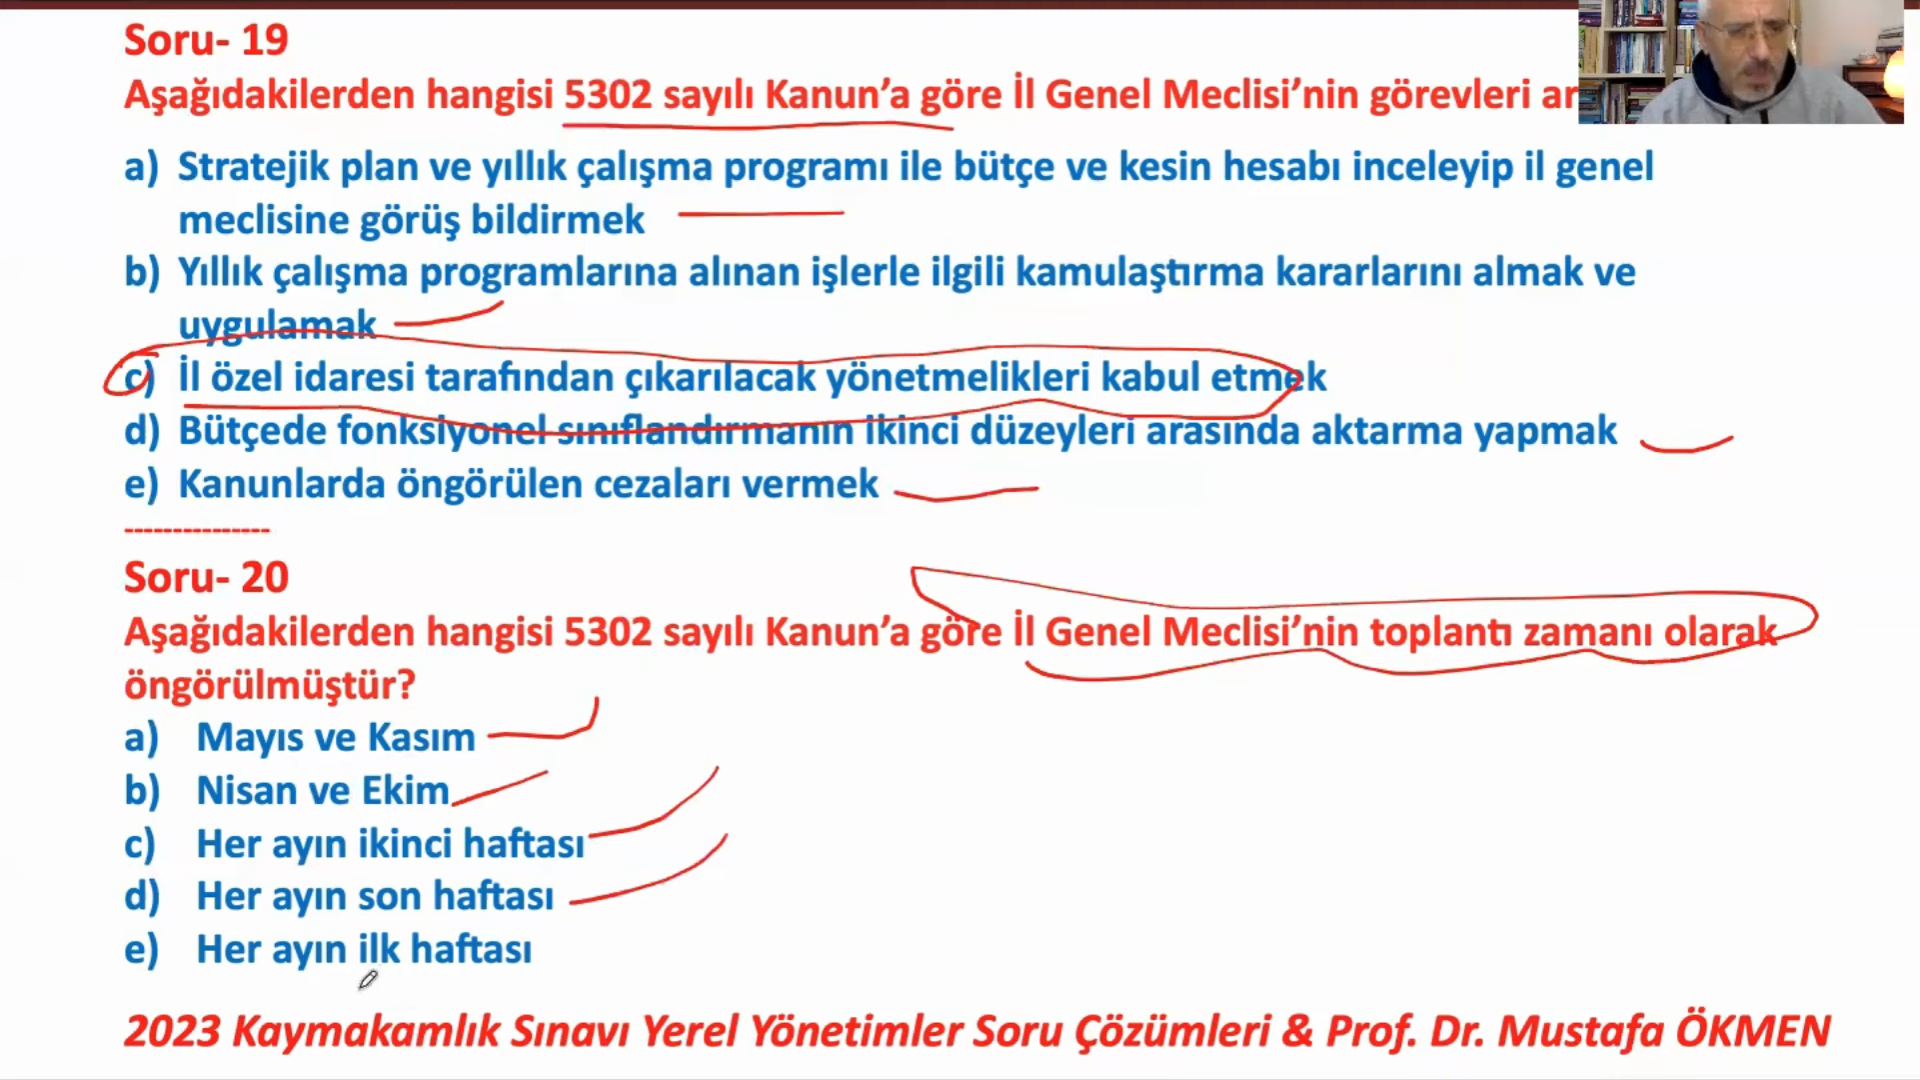 Soru- 19
Aşağıdakilerden hangisi 5302 sayılı Kanun’a göre İl Genel Meclisi’nin görevleri
a) Stratejik plan ve yıllık çalışma programı ile bütçe ve kesin hesabı inceleyip il genel
meclisine görüş bildirmek
b) Yıllık çalışma programlarına alınan işlerle ilgili kamulaştırma kararlarını almak ve
uygulamak
c) İl özel idaresi tarafından çıkarılacak yönetmelikleri kabul etmek
d) Bütçede fonksiyonel sınıflandırmanın ikinci düzeyleri arasında aktarma yapmak
e) Kanunlarda öngörülen cezaları vermek
---------------
Soru- 20
Aşağıdakilerden hangisi 5302 sayılı Kanun’a göre İl Genel Meclisi’nin toplantı zamanı olarak
öngörülmüştür?
a) Mayıs ve Kasım
b) Nisan ve Ekim
c) Her ayın ikinci haftası
d) Her ayın son haftası
e) Her ayın ilk haftası
2023 Kaymakamlık Sınavı Yerel Yönetimler Soru Çözümleri & Prof. Dr. Mustafa ÖKMEN